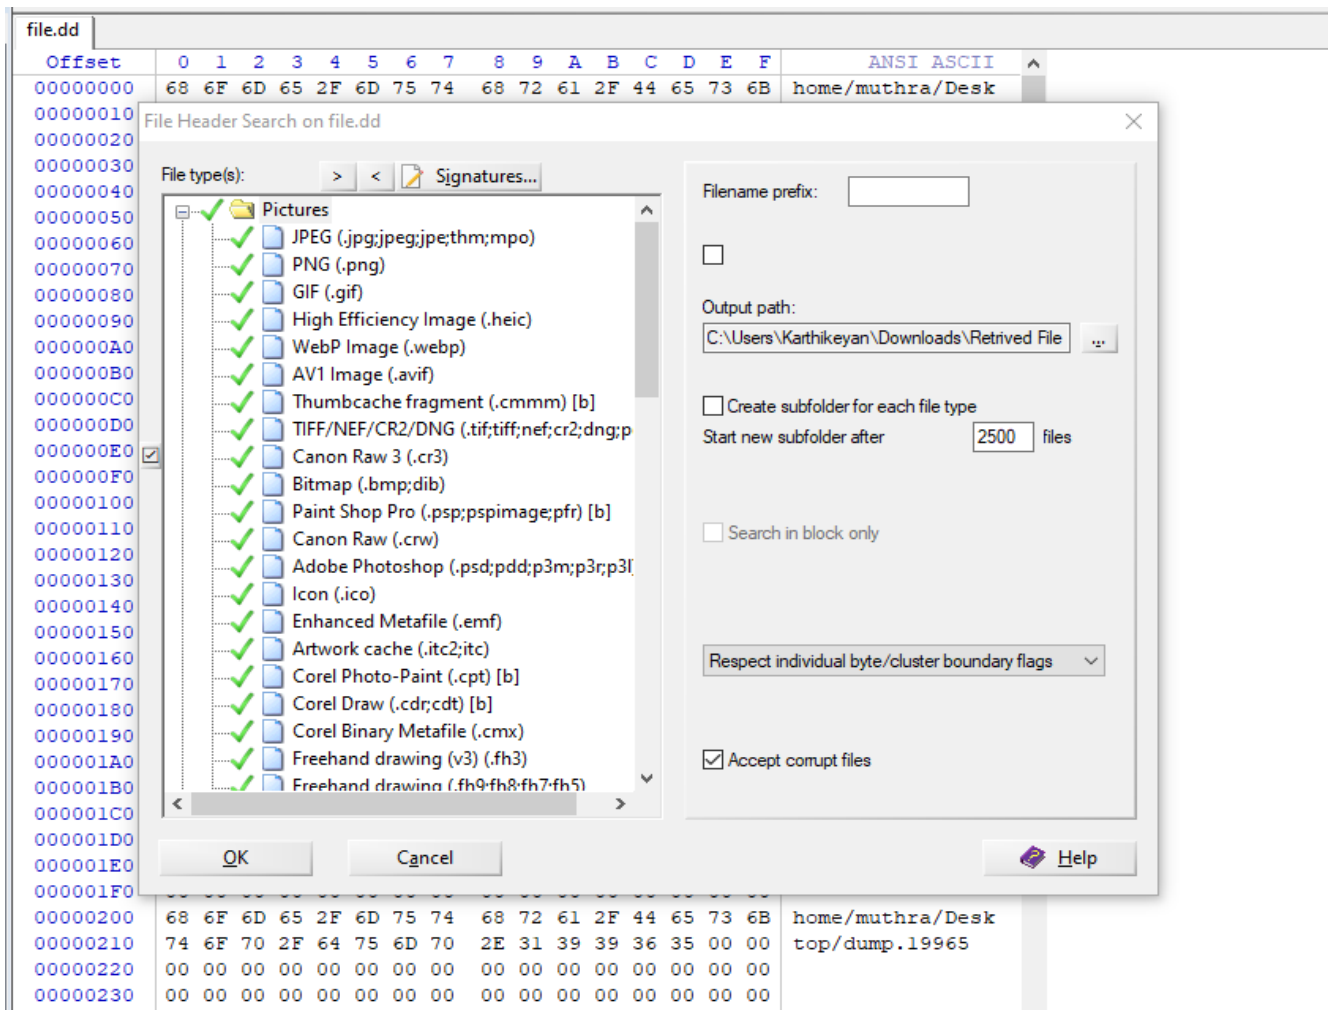 file.dd
Offset 0 1 2 3 4 5 6 7 8 9 A B C D E F ANSI ASCII
00000000 68 6F 6D 65 2F 6D 75 74 68 72 61 2F 44 65 73 6B home/muthra/Desk
00000010
File Header Search on file.dd
00000020
00000030
File type(s): > < Signatures...
00000040
Filename prefix:
00000050
Pictures
00000060
JPEG (.jpg;jpeg;jpe;thm;mpo)
00000070
PNG (.png)
00000080
GIF (.gif)
Output path:
00000090
High Efficiency Image (.heic)
C:\Users\Karthikeyan\Downloads\Retrived File ...
000000A0
WebP Image (.webp)
000000B0
AV1 Image (.avif)
000000C0
Thumbcache fragment (.cmmm) [b]
Create subfolder for each file type
000000D0
TIFF/NEF/CR2/DNG (.tif;tiff;nef;cr2;dng;p
Start new subfolder after 2500 files
000000E0
Canon Raw 3 (.cr3)
000000F0
Bitmap (.bmp;dib)
00000100
Paint Shop Pro (.psp;pspimage;pfr) [b]
00000110
Canon Raw (.crw)
Search in block only
00000120
Adobe Photoshop (.psd;pdd;p3m;p3r;p3l
00000130
Icon (.ico)
00000140
Enhanced Metafile (.emf)
00000150
Artwork cache (.itc2;itc)
00000160
Respect individual byte/cluster boundary flags
00000170
Corel Photo-Paint (.cpt) [b]
00000180
Corel Draw (.cdr;cdt) [b]
00000190
Corel Binary Metafile (.cmx)
000001A0
Freehand drawing (v3) (.fh3)
Accept corrupt files
000001B0
Freehand drawing (.fh9;fh8;fh7;fh5)
000001C0
000001D0
OK Cancel Help
000001E0
000001F0
00000200 68 6F 6D 65 2F 6D 75 74 68 72 61 2F 44 65 73 6B home/muthra/Desk
00000210 74 6F 70 2F 64 75 6D 70 2E 31 39 39 36 35 00 00 top/dump.19965
00000220 00 00 00 00 00 00 00 00 00 00 00 00 00 00 00 00
00000230 00 00 00 00 00 00 00 00 00 00 00 00 00 00 00 00